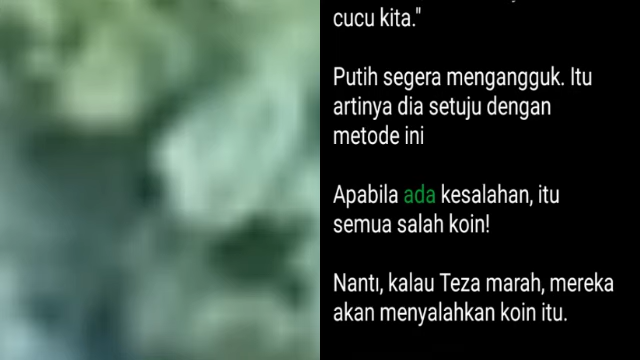 cucu kita."
Putih segera mengangguk. Itu
artinya dia setuju dengan
metode ini
Apabila ada kesalahan, itu
semua salah koin!
Nantı, kalau Teza marah, mereka
akan menyalahkan koin itu.